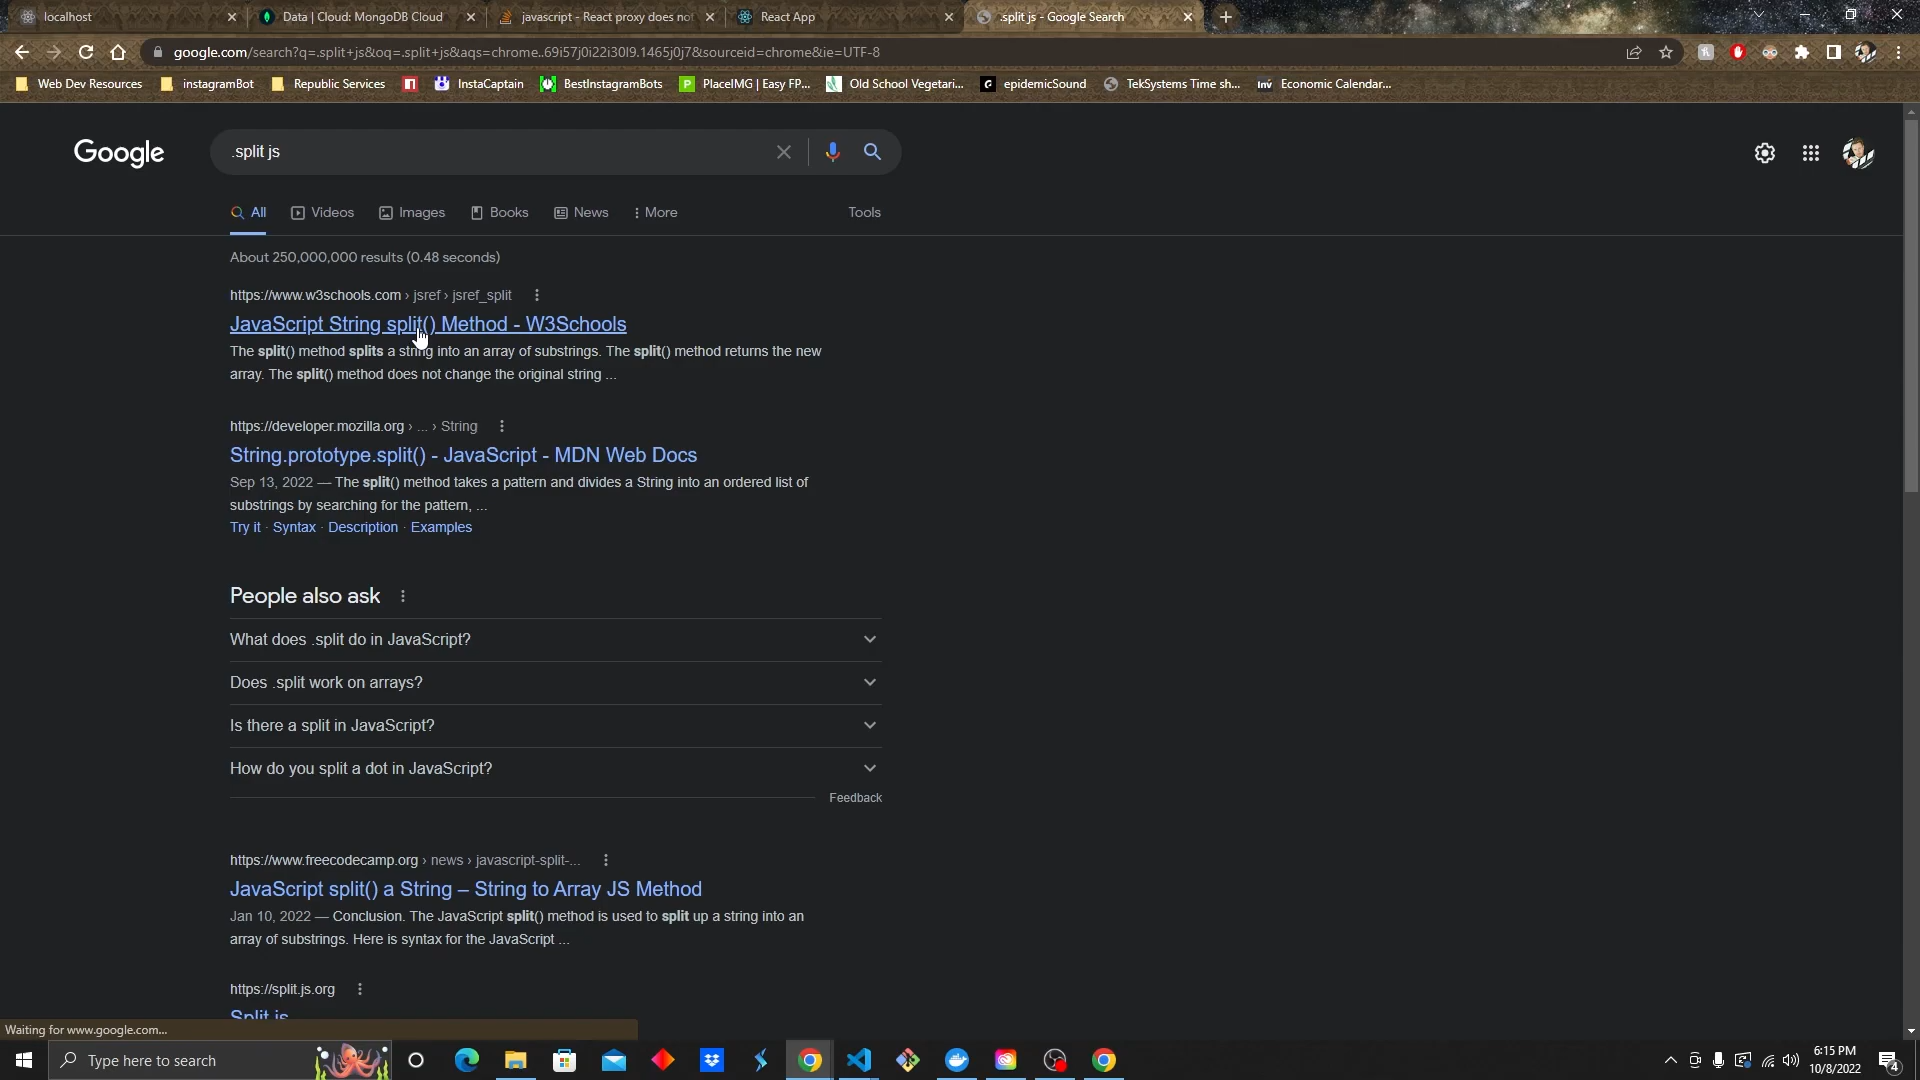 localhost
Data | Cloud: MongoDB Cloud
javascript - React proxy does not
React App
.split js - Google Search
google.com/search?q=.split+js&oq=.split+js&aqs=chrome..69i57j0i22i30l9.1465j0j7&sourceid=chrome&ie=UTF-8
Web Dev Resources
instagramBot
Republic Services
InstaCaptain
BestInstagramBots
PlaceIMG | Easy FP...
Old School Vegetari...
epidemicSound
TekSystems Time sh...
Inv
Economic Calendar...
Google
.split js
All
Videos
Images
Books
News
More
Tools
About 250,000,000 results (0.48 seconds)
https://www.w3schools.com › jsref › jsref_split
JavaScript String split() Method - W3Schools
The split() method splits a string into an array of substrings. The split() method returns the new
array. The split() method does not change the original string ...
https://developer.mozilla.org › ... › String
String.prototype.split() - JavaScript - MDN Web Docs
Sep 13, 2022 — The split() method takes a pattern and divides a String into an ordered list of
substrings by searching for the pattern, ...
Try it · Syntax · Description · Examples
People also ask
What does .split do in JavaScript?
Does .split work on arrays?
Is there a split in JavaScript?
How do you split a dot in JavaScript?
Feedback
https://www.freecodecamp.org › news › javascript-split-...
JavaScript split() a String – String to Array JS Method
Jan 10, 2022 — Conclusion. The JavaScript split() method is used to split up a string into an
array of substrings. Here is syntax for the JavaScript ...
https://split.js.org
Split.js
Waiting for www.google.com...
Type here to search
6:15 PM
10/8/2022
4